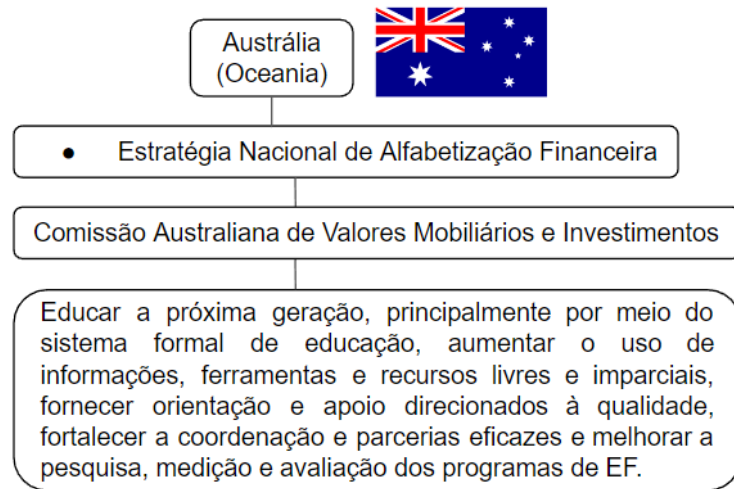 Austrália
(Oceania)
● Estratégia Nacional de Alfabetização Financeira
Comissão Australiana de Valores Mobiliários e Investimentos
Educar a próxima geração, principalmente por meio do
sistema formal de educação, aumentar o uso de
informações, ferramentas e recursos livres e imparciais,
fornecer orientação e apoio direcionados à qualidade,
fortalecer a coordenação e parcerias eficazes e melhorar a
pesquisa, medição e avaliação dos programas de EF.